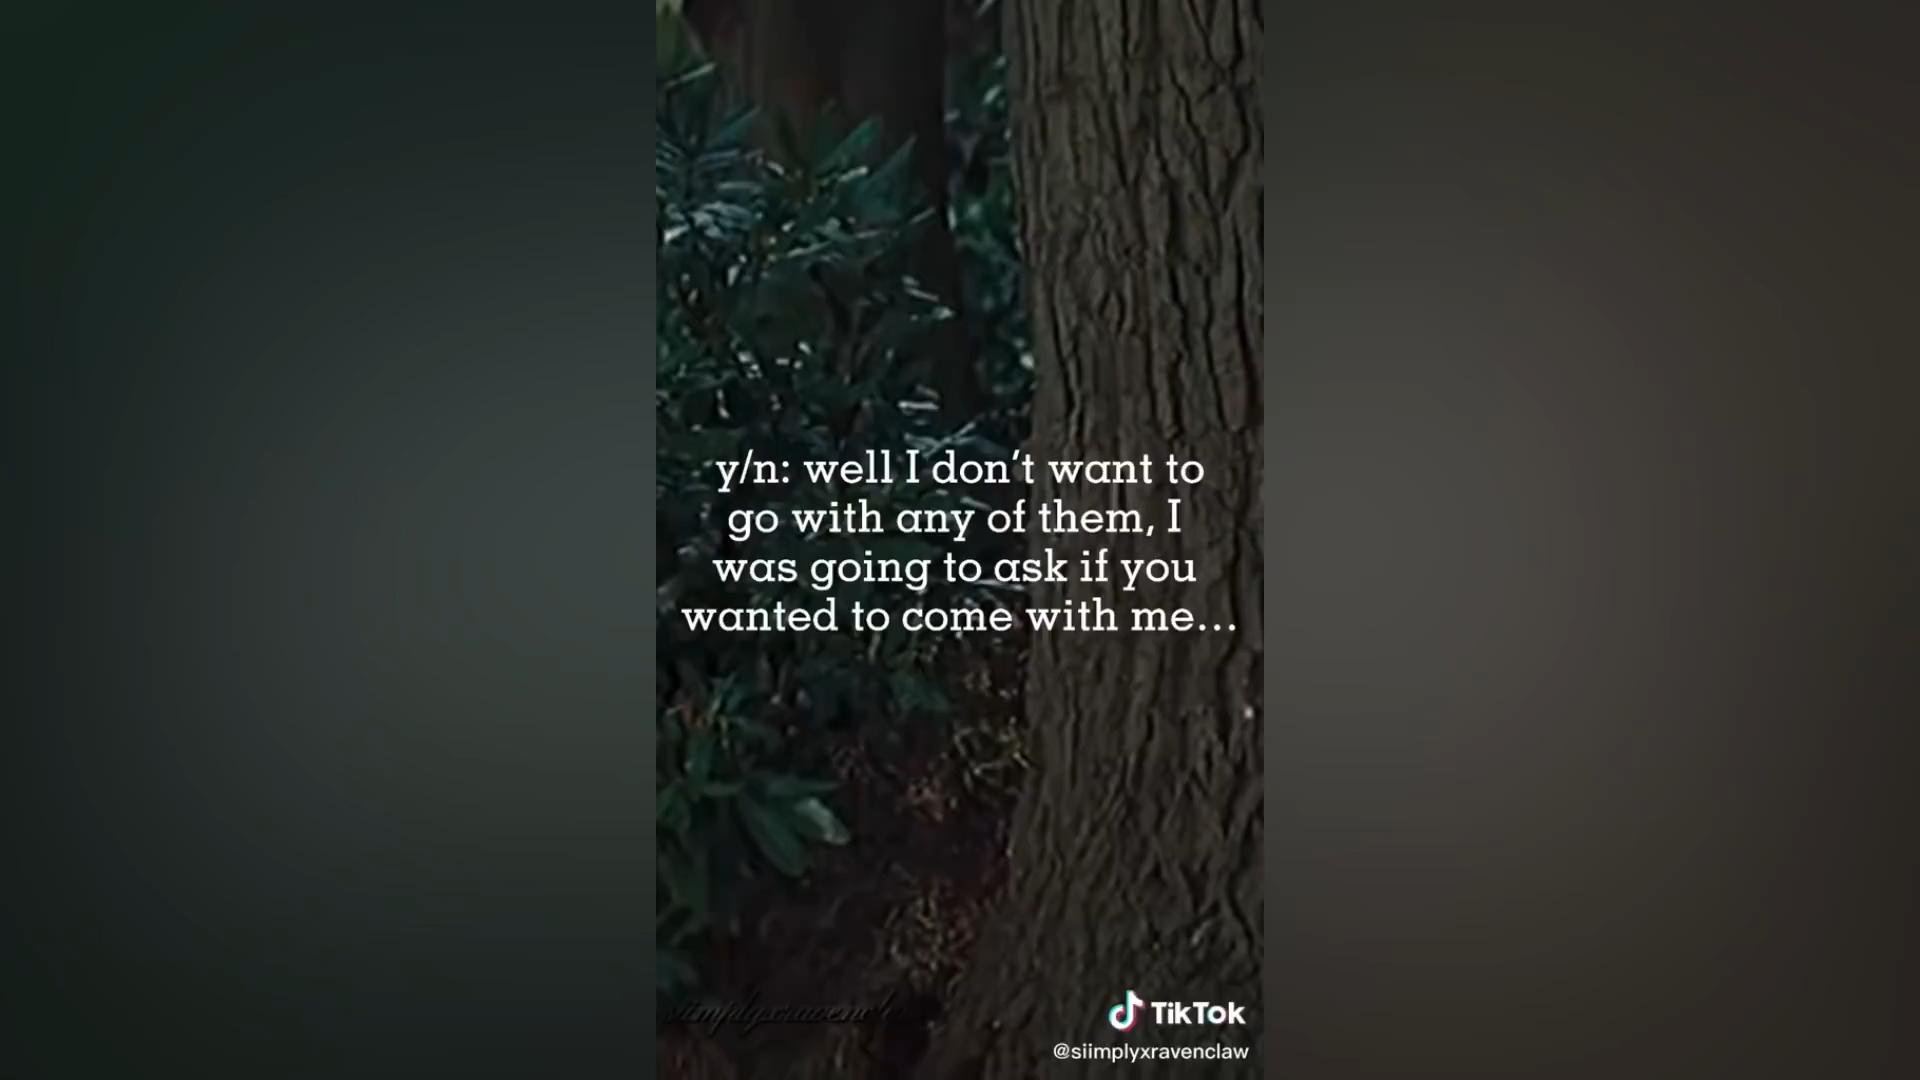 y/n: well I don’t want to
go with any of them, I
was going to ask if you
wanted to come with me...
TikTok
@siimplyxravenclaw